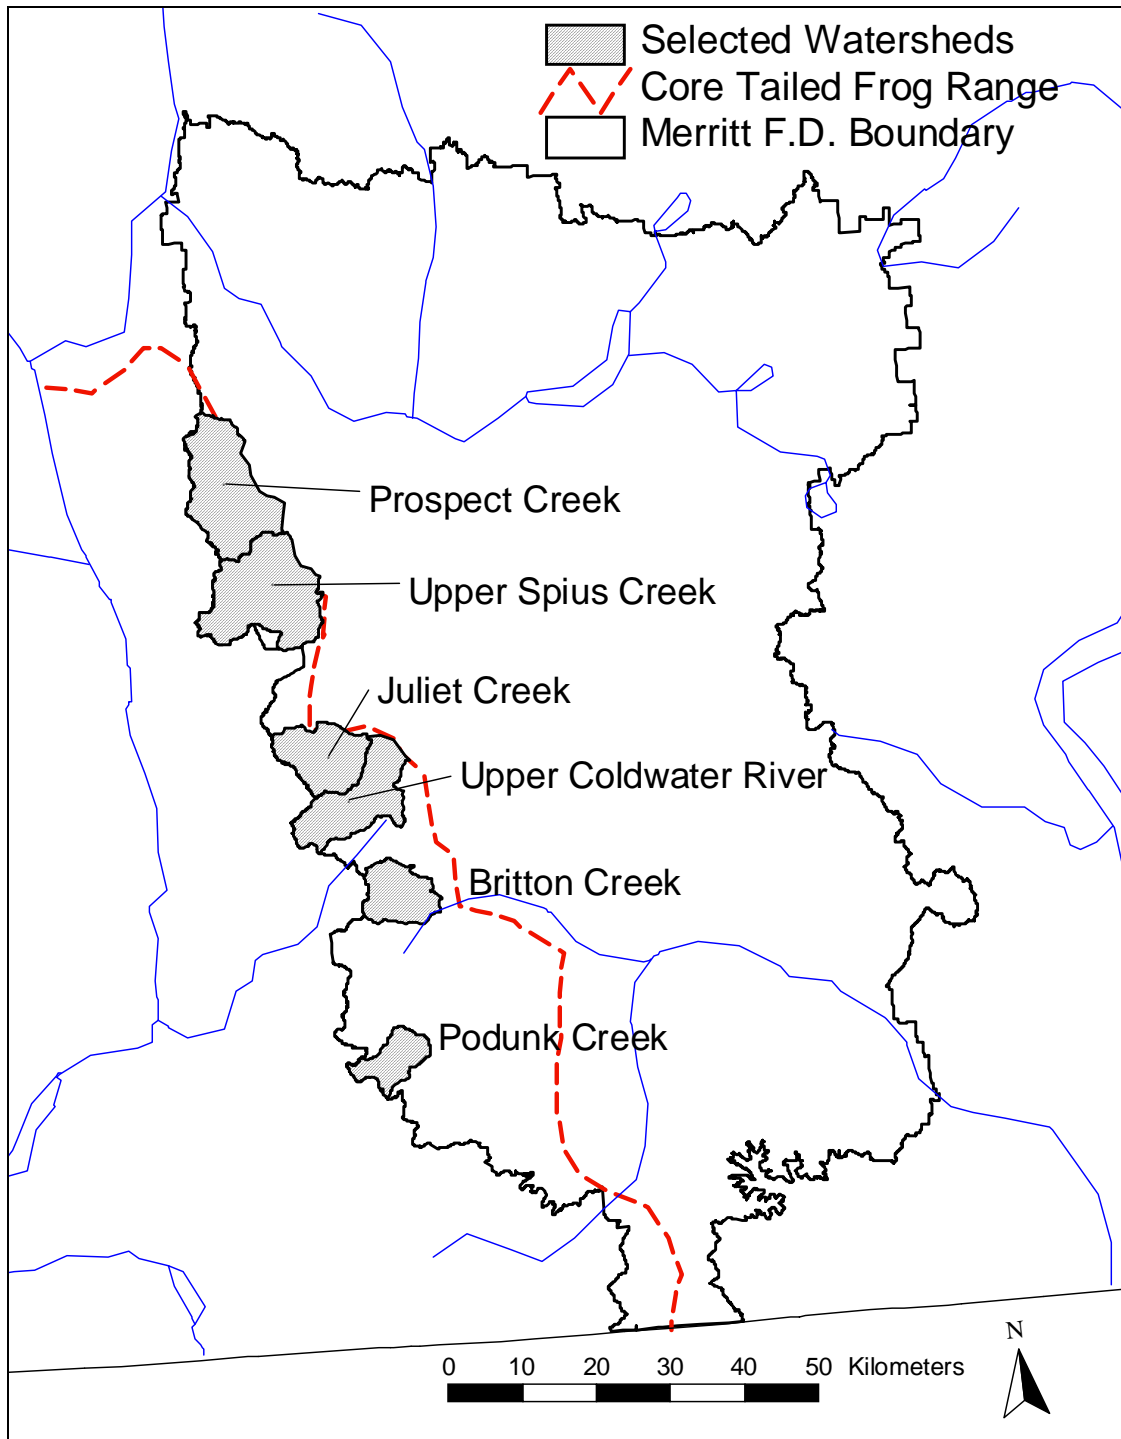 Selected Watersheds
Core Tailed Frog Range
Merritt F.D. Boundary
Prospect Creek
Upper Spius Creek
Juliet Creek
Upper Coldwater River
Britton Creek
Podunk Creek
N
0 10 20 30 40 50 Kilometers